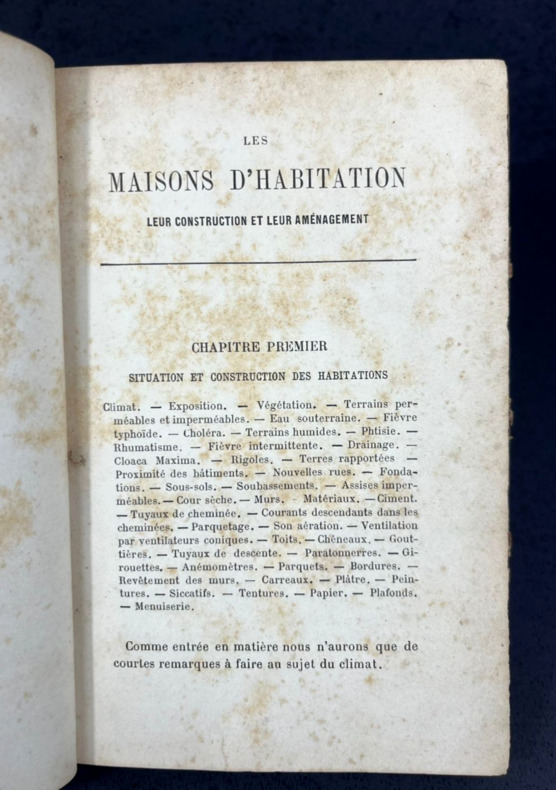 LES
MAISONS D'HABITATION
LEUR CONSTRUCTION ET LEUR AMÉNAGEMENT
CHAPITRE PREMIER
SITUATION ET CONSTRUCTION DES HABITATIONS
Climat. — Exposition. — Végétation. — Terrains per-
méables et imperméables. — Eau souterraine. — Fièvre
typhoïde. — Choléra. — Terrains humides. — Phtisie. —
Rhumatisme. — Fièvre intermittente. — Drainage. —
Cloaca Maxima. — Rigoles. — Terres rapportées —
Proximité des bâtiments. — Nouvelles rues. — Fonda-
tions. — Sous-sols. — Soubassements. — Assises imper-
méables. — Cour sèche. — Murs. Matériaux. — Ciment.
— Tuyaux de cheminée. — Courants descendants dans les
cheminées. — Parquetage. — Son aération. — Ventilation
par ventilateurs coniques. — Toits. — Chéneaux. — Gout-
tières. — Tuyaux de descente. — Paratonnerres. — Gi-
rouettes. — Anémomètres. — Parquets. — Bordures. —
Revêtement des murs, — Carreaux. — Plâtre. — Pein-
tures. — Siccatifs. — Tentures. — Papier. — Plafonds.
— Menuiserie.
Comme entrée en matière nous n'aurons que de
courtes remarques à faire au sujet du climat.